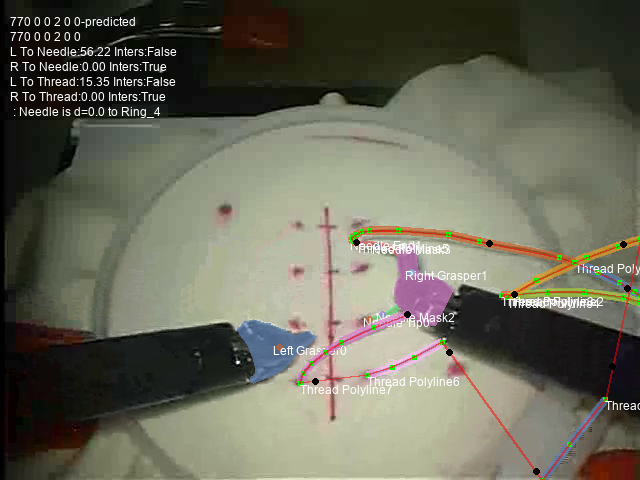 770 0 0 2 0 0-predicted
770 0 0 2 0 0
L To Needle:56.22 Inters:False
R To Needle:0.00 Inters:True
L To Thread:15.35 Inters:False
R To Thread:0.00 Inters:True
: Needle is d=0.0 to Ring_4
Right Grasper1
Thread Poly
Left Grasper0
Thread Polyline6
Thread Polyline7
Thread